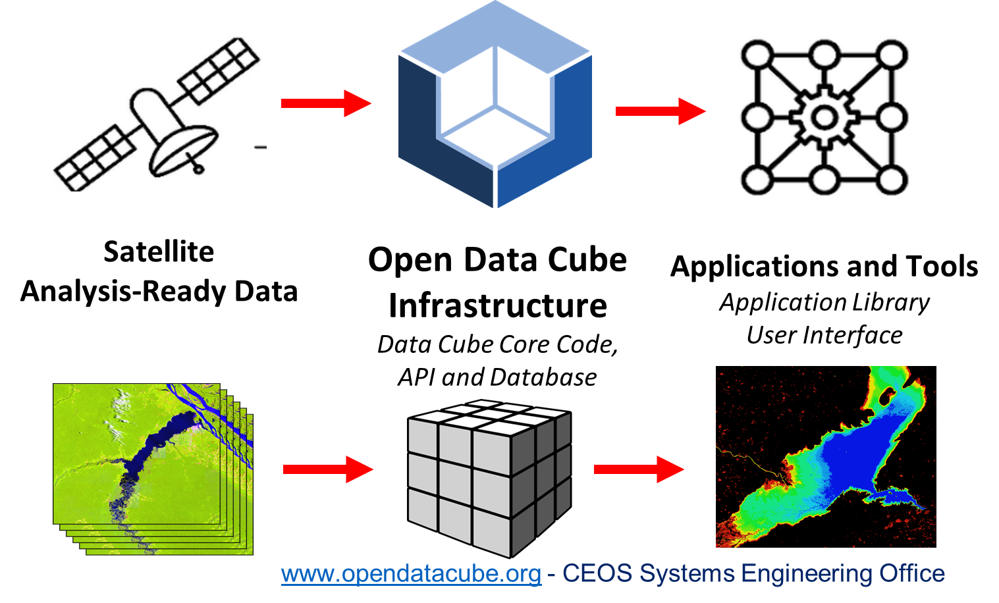 Satellite
Analysis-Ready Data
Open Data Cube
Infrastructure
Data Cube Core Code,
API and Database
Applications and Tools
Application Library
User Interface
www.opendatacube.org - CEOS Systems Engineering Office